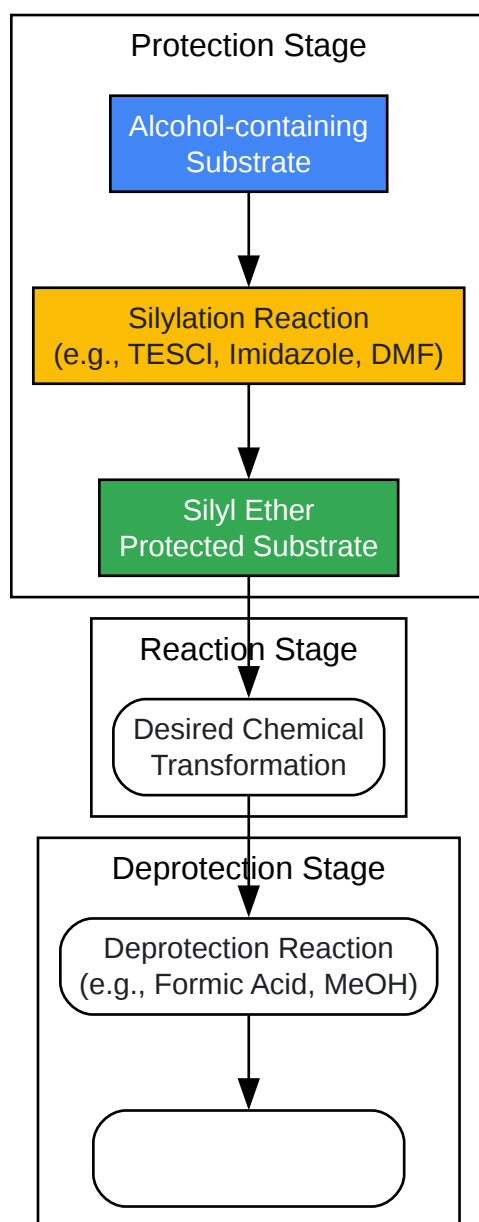 Protection Stage
Alcohol-containing
Substrate
Silylation Reaction
(e.g., TESCl, Imidazole, DMF)
Silyl Ether
Protected Substrate
Reaction Stage
Desired Chemical
Transformation
Deprotection Stage
Deprotection Reaction
(e.g., Formic Acid, MeOH)